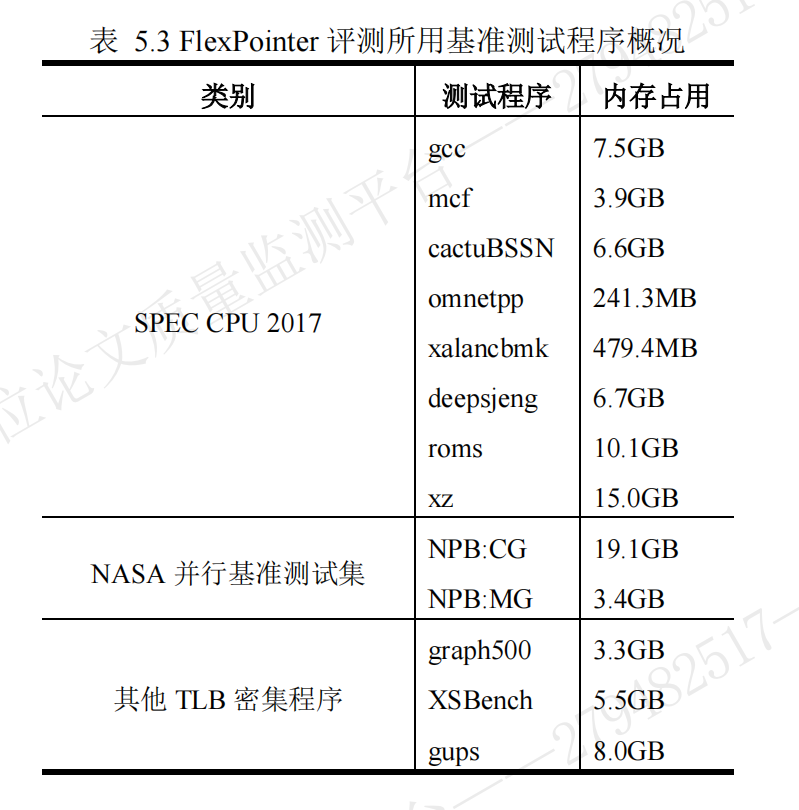 表 5.3 FlexPointer 评测所用基准测试程序概况
类别 测试程序 内存占用
SPEC CPU 2017
gcc 7.5GB
mcf 3.9GB
cactuBSSN 6.6GB
omnetpp 241.3MB
xalancbmk 479.4MB
deepsjeng 6.7GB
roms 10.1GB
xz 15.0GB
NASA 并行基准测试集
NPB:CG 19.1GB
NPB:MG 3.4GB
其他 TLB 密集程序
graph500 3.3GB
XSBench 5.5GB
gups 8.0GB
位论文质量监测平台——279482517
279482517—
台——